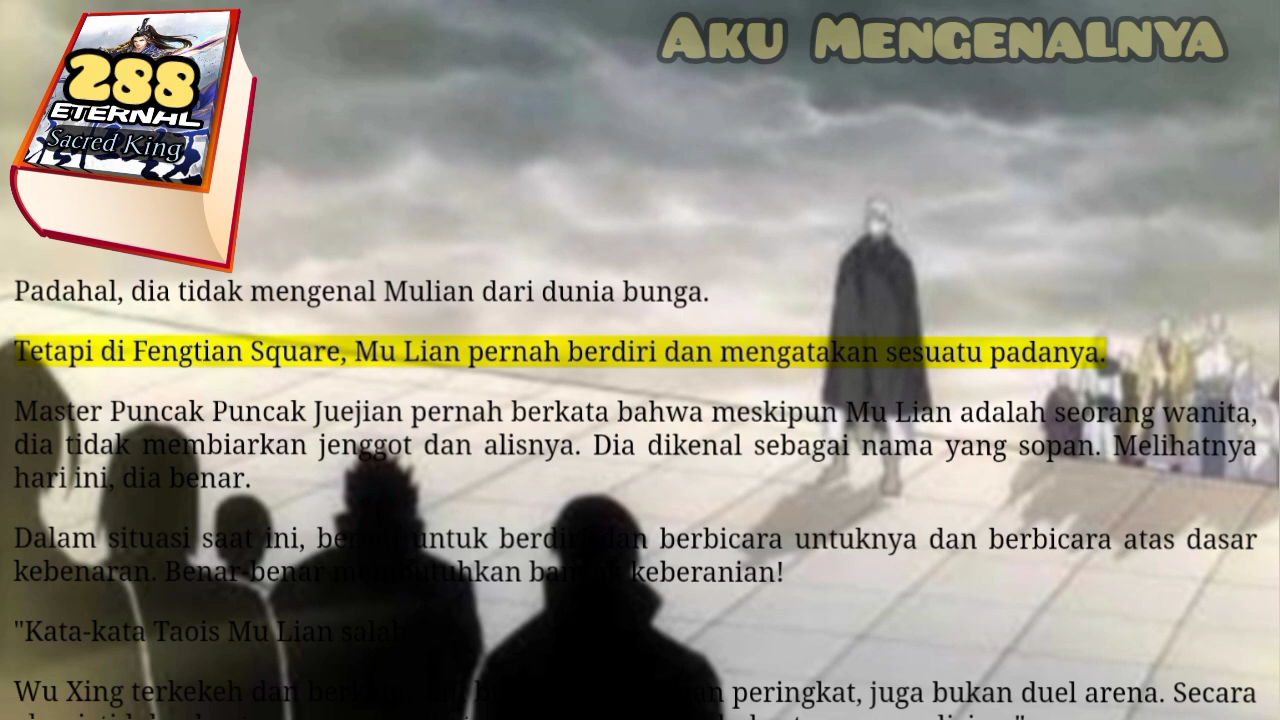 Aku Mengenalnya
288
ETERNAL
Sacred King
Padahal, dia tidak mengenal Mulian dari dunia bunga.
Tetapi di Fengtian Square, Mu Lian pernah berdiri dan mengatakan sesuatu padanya.
Master Puncak Puncak Juejian pernah berkata bahwa meskipun Mu Lian adalah seorang wanita,
dia tidak membiarkan jenggot dan alisnya. Dia dikenal sebagai nama yang sopan. Melihatnya
hari ini, dia benar.
Dalam situasi saat ini, untuk berdiri dan berbicara untuknya dan berbicara atas dasar
kebenaran. Benar-benar membutuhkan keberanian!
"Kata-kata Taois Mu Lian salah
Wu Xing terkekeh dan peringkat, juga bukan duel arena. Secara